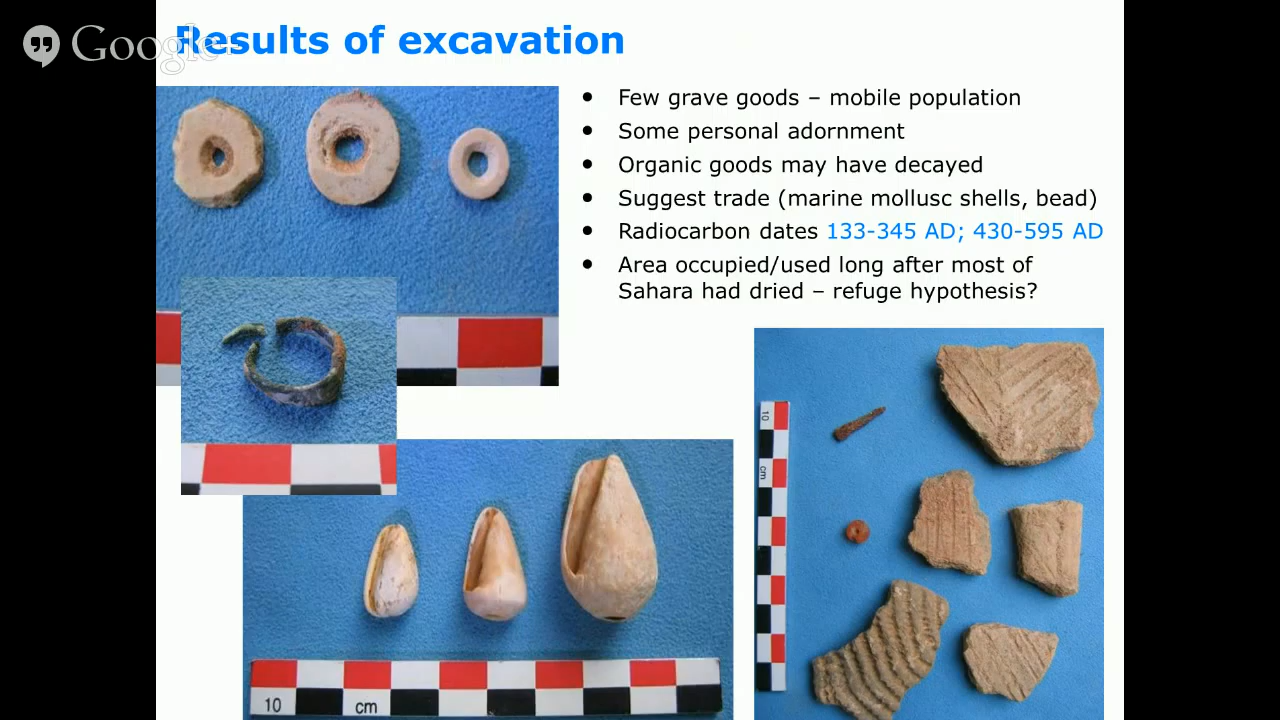 Google+
Results of excavation
• Few grave goods – mobile population
• Some personal adornment
• Organic goods may have decayed
• Suggest trade (marine mollusc shells, bead)
• Radiocarbon dates 133-345 AD; 430-595 AD
• Area occupied/used long after most of
Sahara had dried – refuge hypothesis?
10
cm
10 cm